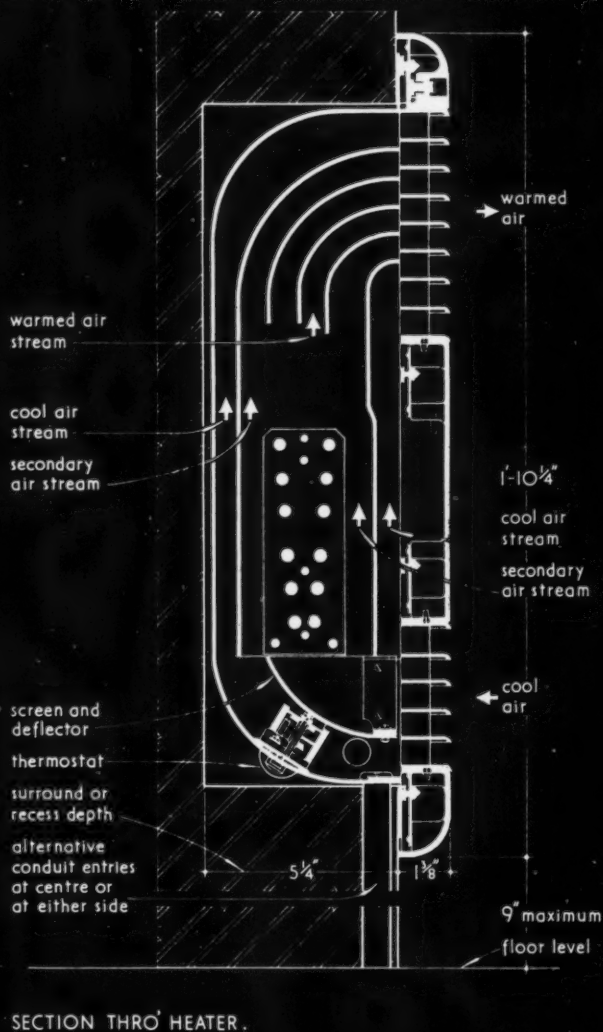 warmed
air
warmed air
stream
cool air
stream
secondary
air stream
1'-10¼"
cool air
stream
secondary
air stream
cool
air
screen and
deflector
thermostat
surround or
recess depth
alternative
conduit entries
at centre or
at either side
5¼"
1⅜"
9" maximum
floor level
SECTION THRO' HEATER.